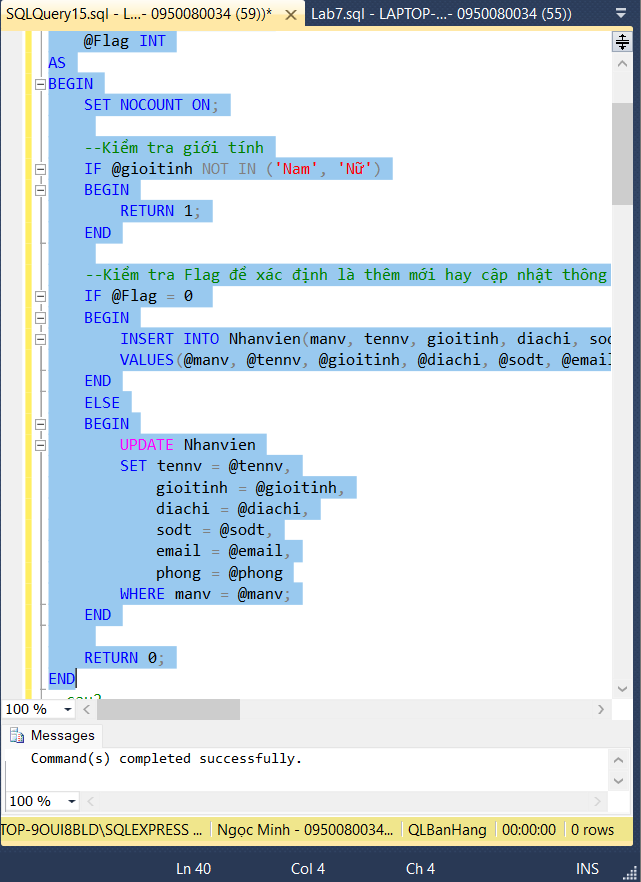 SQLQuery15.sql - L...- 0950080034 (59))* Lab7.sql - LAPTOP-...- 0950080034 (55))
@Flag INT
AS
BEGIN
SET NOCOUNT ON;
--Kiểm tra giới tính
IF @gioitinh NOT IN ('Nam', 'Nữ')
BEGIN
RETURN 1;
END
--Kiểm tra Flag để xác định là thêm mới hay cập nhật thông
IF @Flag = 0
BEGIN
INSERT INTO Nhanvien(manv, tennv, gioitinh, diachi, sod
VALUES(@manv, @tennv, @gioitinh, @diachi, @sodt, @email
END
ELSE
BEGIN
UPDATE Nhanvien
SET tennv = @tennv,
gioitinh = @gioitinh,
diachi = @diachi,
sodt = @sodt,
email = @email,
phong = @phong
WHERE manv = @manv;
END
RETURN 0;
END
100 %
Messages
Command(s) completed successfully.
100 %
TOP-9OUI8BLD\SQLEXPRESS ... Ngọc Minh - 0950080034... QLBanHang 00:00:00 0 rows
Ln 40 Col 4 Ch 4 INS